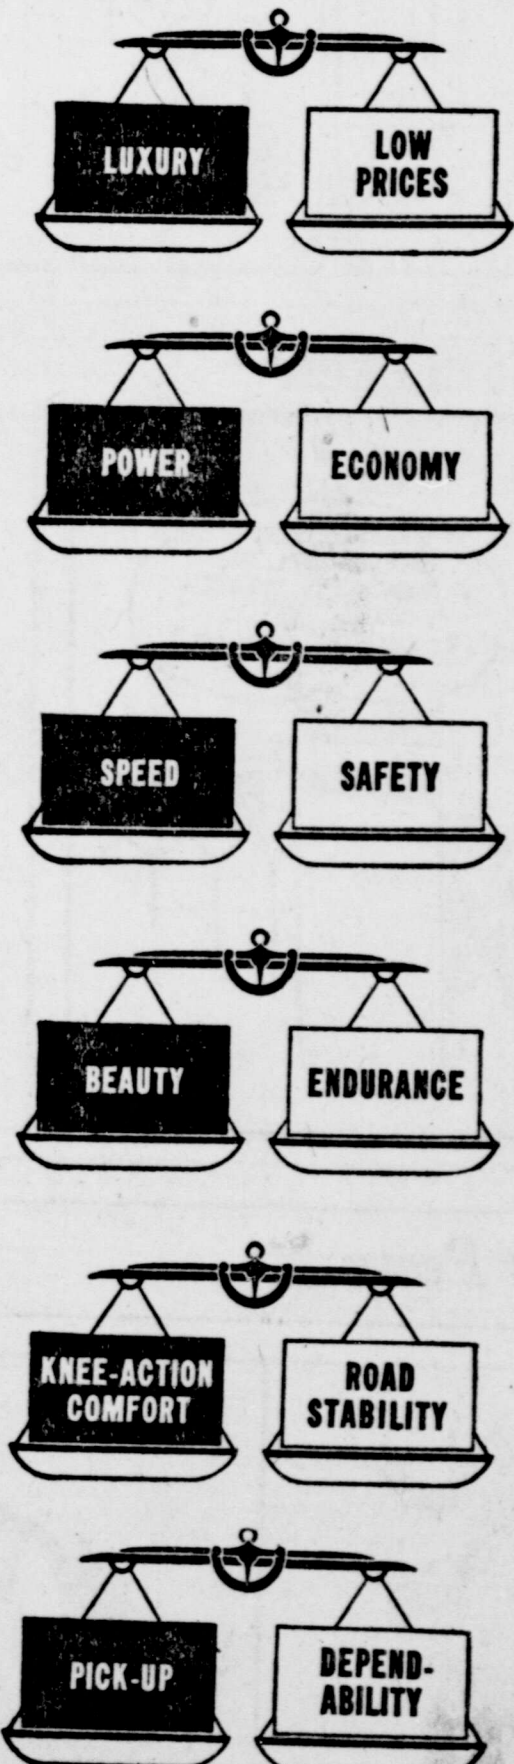 LUXURY
LOW
PRICES
POWER
ECONOMY
SPEED
SAFETY
BEAUTY
ENDURANCE
KNEE-ACTION
COMFORT
ROAD
STABILITY
PICK-UP
DEPEND-
ABILITY